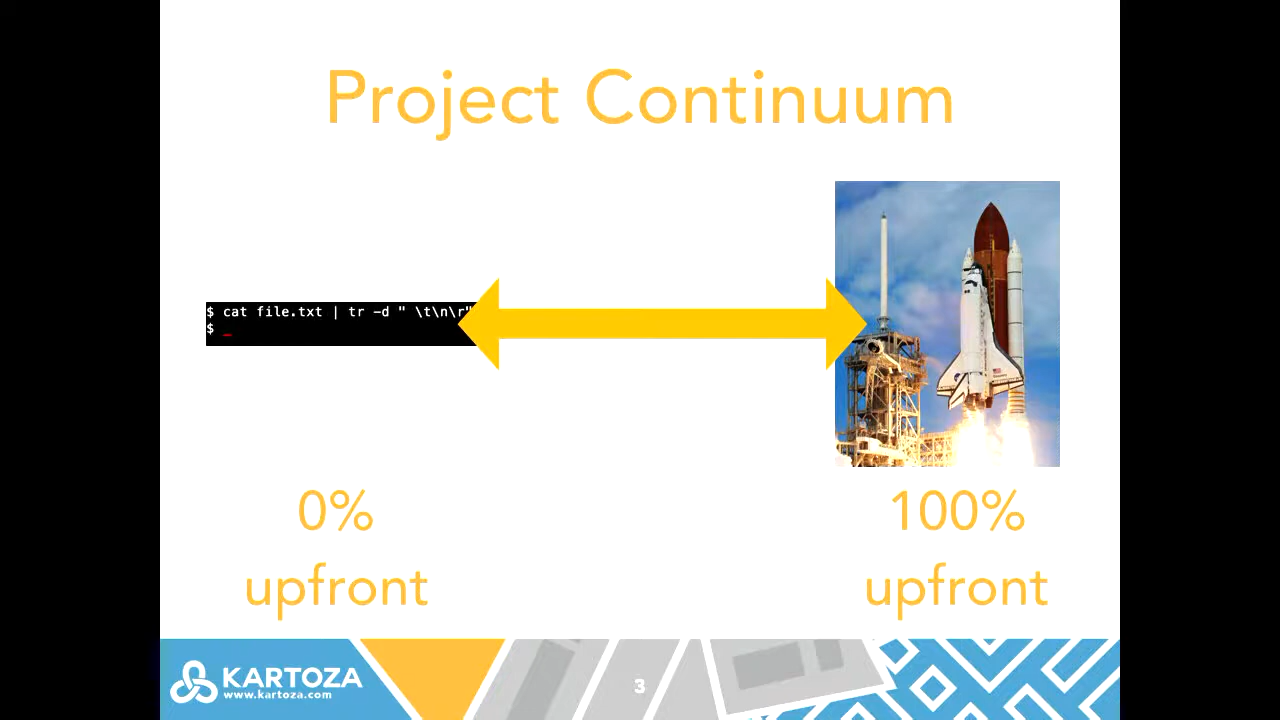 Project Continuum
$ cat file.txt | tr -d " \t\n\r"
$ _
0%
upfront
100%
upfront
KARTOZA
www.kartoza.com
3